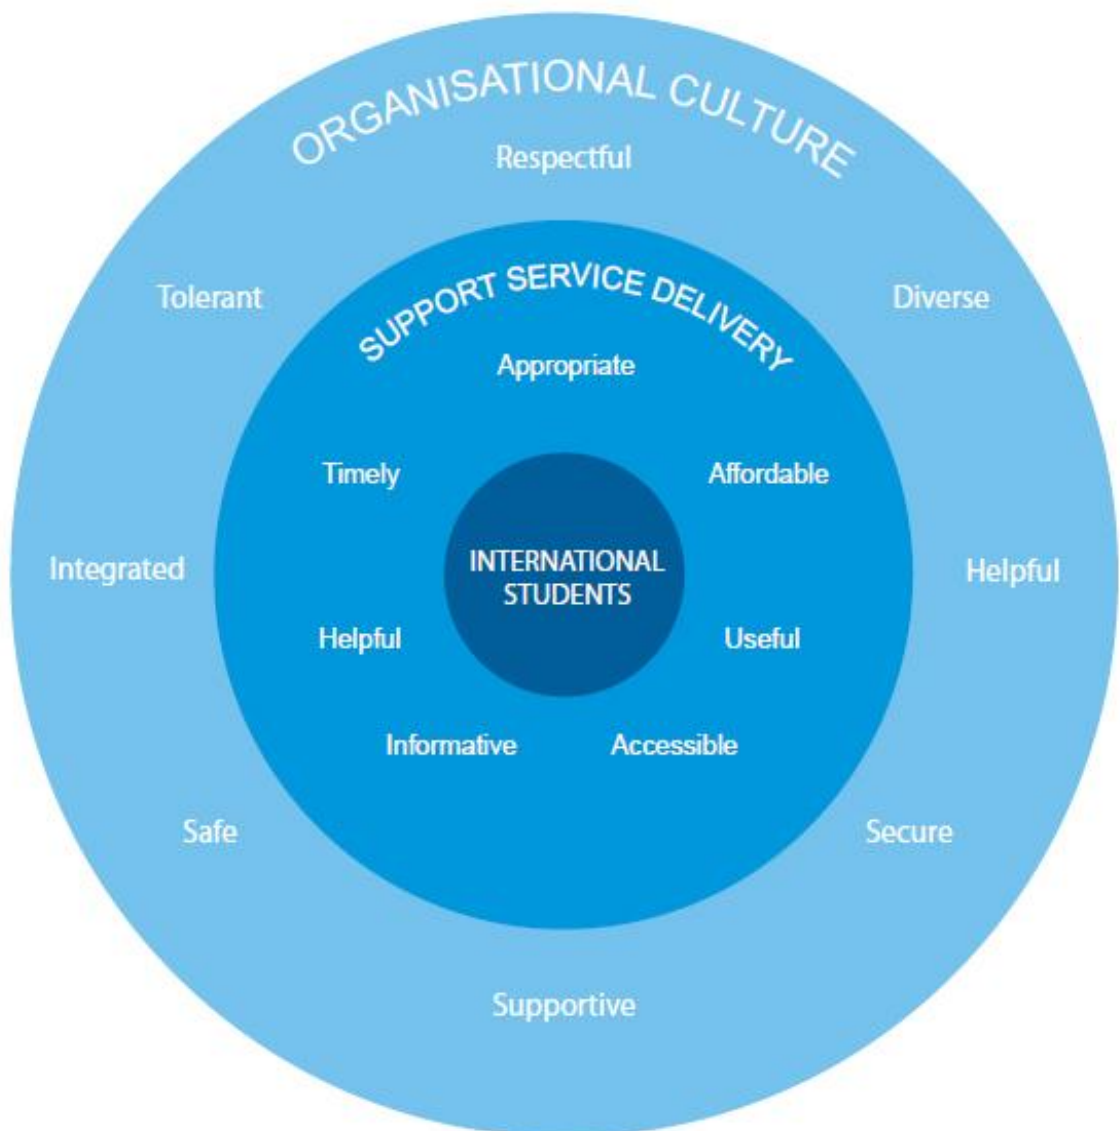 ORGANISATIONAL CULTURE
Respectful
Tolerant
Diverse
SUPPORT SERVICE DELIVERY
Appropriate
Timely
Affordable
Integrated
INTERNATIONAL
STUDENTS
Helpful
Helpful
Useful
Informative
Accessible
Safe
Secure
Supportive